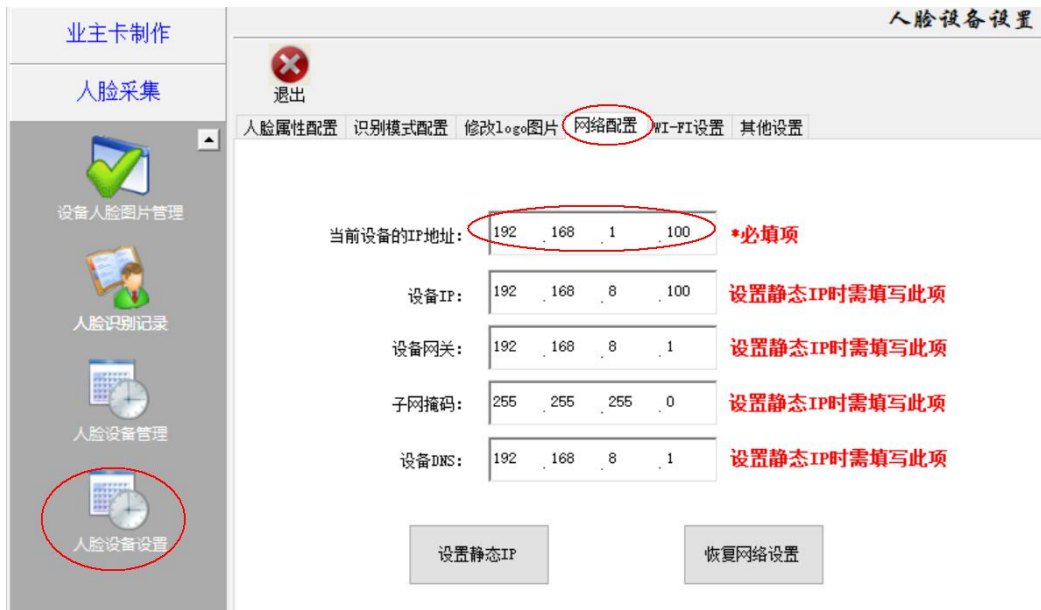 人脸设备设置
业主卡制作
人脸采集
设备人脸图片管理
人脸识别记录
人脸设备管理
人脸设备设置
退出
人脸属性配置 识别模式配置 修改logo图片 网络配置 WI-FI设置 其他设置
当前设备的IP地址: 192 . 168 . 1 . 100 *必填项
设备IP: 192 . 168 . 8 . 100 设置静态IP时需填写此项
设备网关: 192 . 168 . 8 . 1 设置静态IP时需填写此项
子网掩码: 255 . 255 . 255 . 0 设置静态IP时需填写此项
设备DNS: 192 . 168 . 8 . 1 设置静态IP时需填写此项
设置静态IP 恢复网络设置